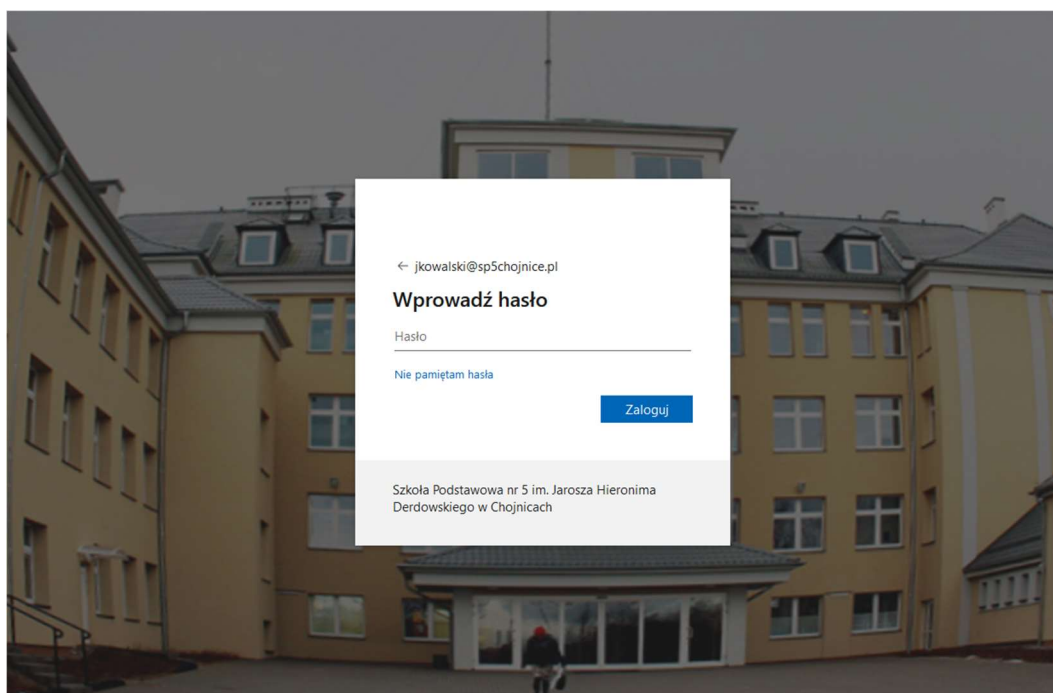 ← jkowalski@sp5chojnice.pl
Wprowadź hasło
Hasło
Nie pamiętam hasła
Zaloguj
Szkoła Podstawowa nr 5 im. Jarosza Hieronima
Derdowskiego w Chojnicach